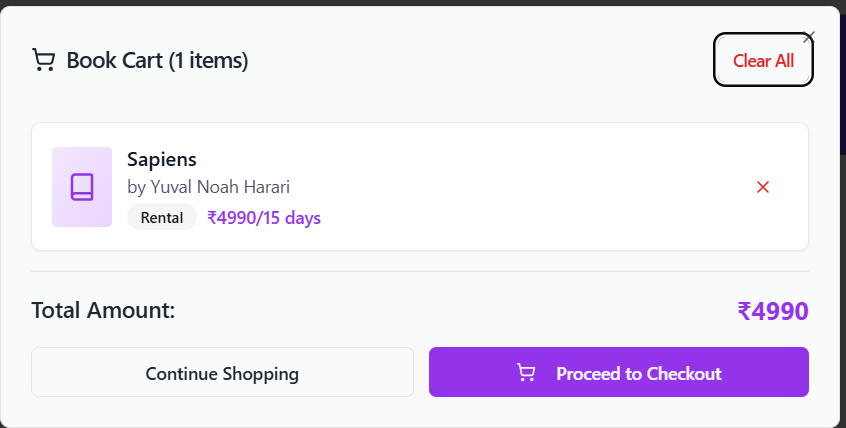 Book Cart (1 items)
Clear All
Sapiens
by Yuval Noah Harari
Rental ₹4990/15 days
Total Amount: ₹4990
Continue Shopping
Proceed to Checkout